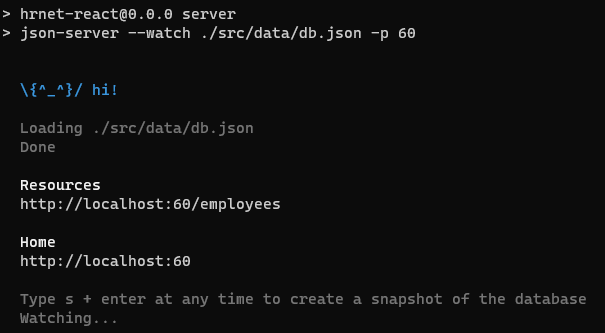 > hrnet-react@0.0.0 server
> json-server --watch ./src/data/db.json -p 60
\{^_^}/ hi!
Loading ./src/data/db.json
Done
Resources
http://localhost:60/employees
Home
http://localhost:60
Type s + enter at any time to create a snapshot of the database
Watching...